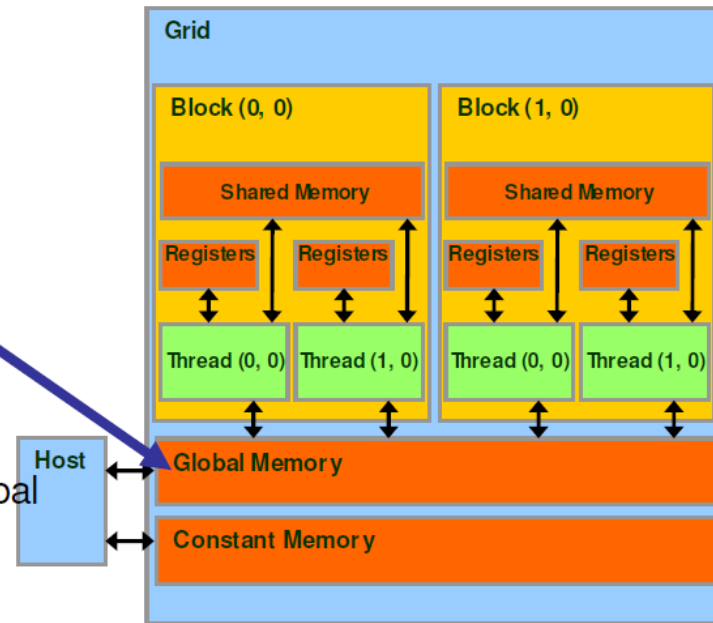 Grid
Block (0, 0)
Block (1, 0)
Shared Memory
Shared Memory
Registers
Registers
Registers
Registers
Thread (0, 0)
Thread (1, 0)
Thread (0, 0)
Thread (1, 0)
Host
Global Memory
Constant Memory